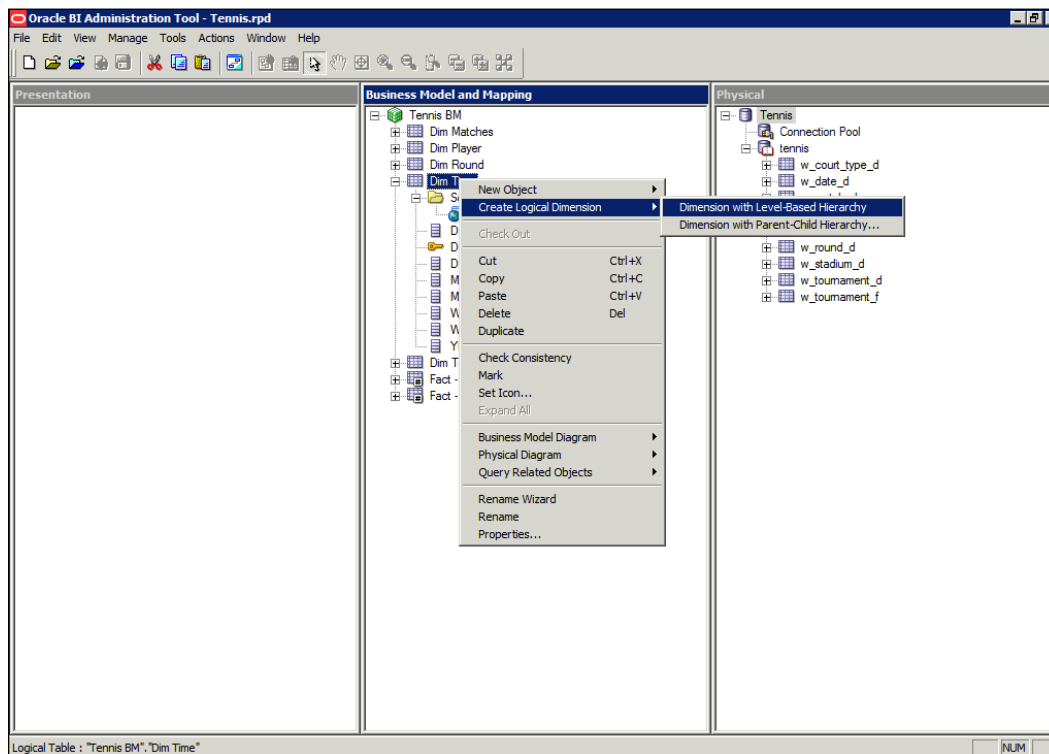 Oracle BI Administration Tool - Tennis.rpd
File Edit View Manage Tools Actions Window Help
Presentation
Business Model and Mapping
Physical
Tennis BM
Dim Matches
Dim Player
Dim Round
Dim T
S
D
D
D
M
M
W
W
Y
Dim T
Fact -
Fact -
New Object
Create Logical Dimension
Check Out
Cut Ctrl+X
Copy Ctrl+C
Paste Ctrl+V
Delete Del
Duplicate
Check Consistency
Mark
Set Icon...
Expand All
Business Model Diagram
Physical Diagram
Query Related Objects
Rename Wizard
Rename
Properties...
Dimension with Level-Based Hierarchy
Dimension with Parent-Child Hierarchy...
Tennis
Connection Pool
tennis
w_court_type_d
w_date_d
w_round_d
w_stadium_d
w_tournament_d
w_tournament_f
Logical Table : "Tennis BM"."Dim Time"
NUM